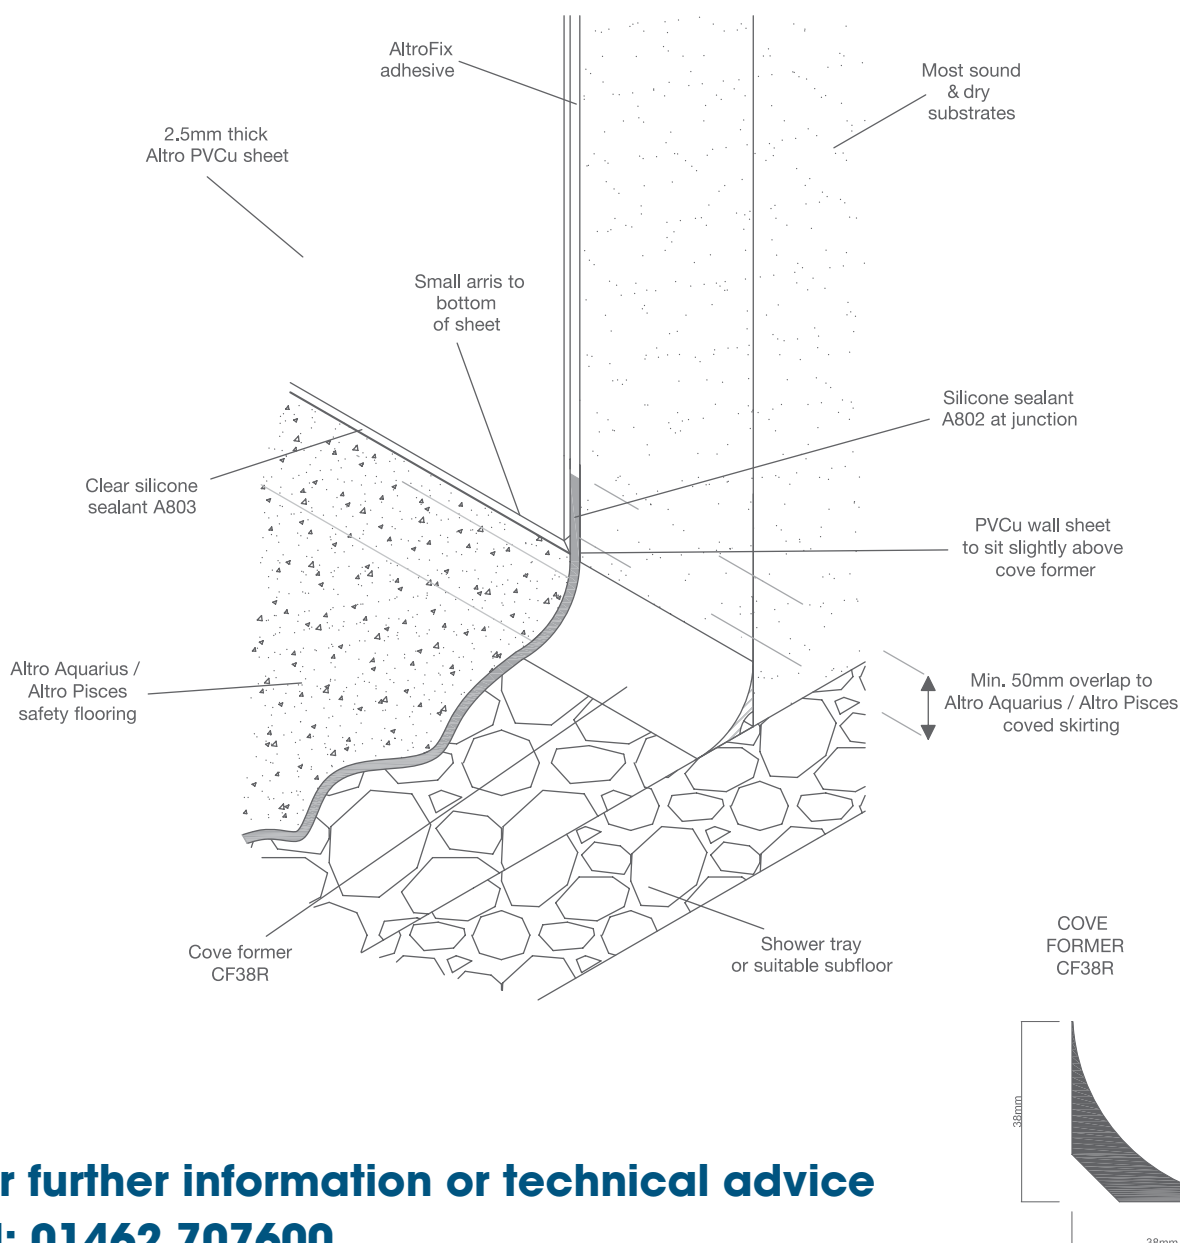 AltroFix
adhesive
Most sound
& dry
substrates
2.5mm thick
Altro PVCu sheet
Small arris to
bottom
of sheet
Silicone sealant
A802 at junction
Clear silicone
sealant A803
PVCu wall sheet
to sit slightly above
cove former
Altro Aquarius /
Altro Pisces
safety flooring
Min. 50mm overlap to
Altro Aquarius / Altro Pisces
coved skirting
Cove former
CF38R
Shower tray
or suitable subfloor
COVE
FORMER
CF38R
38mm
38mm
r further information or technical advice
: 01462 707600